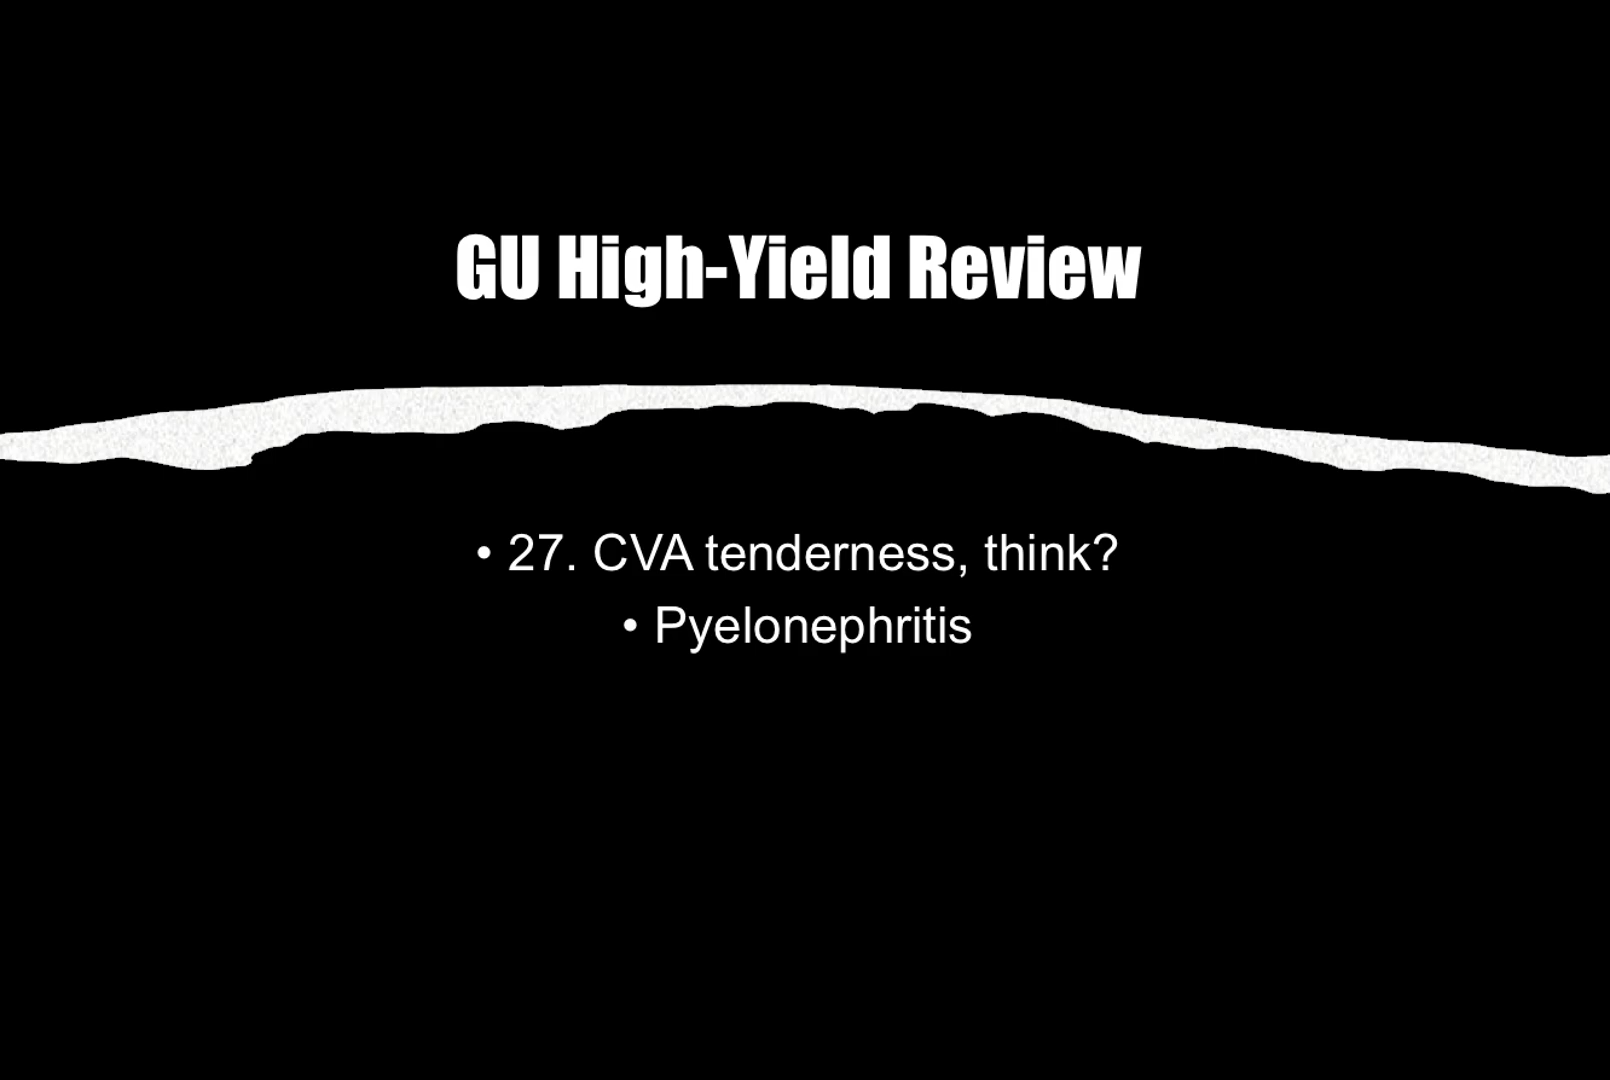 GU High-Yield Review
• 27. CVA tenderness, think?
• Pyelonephritis